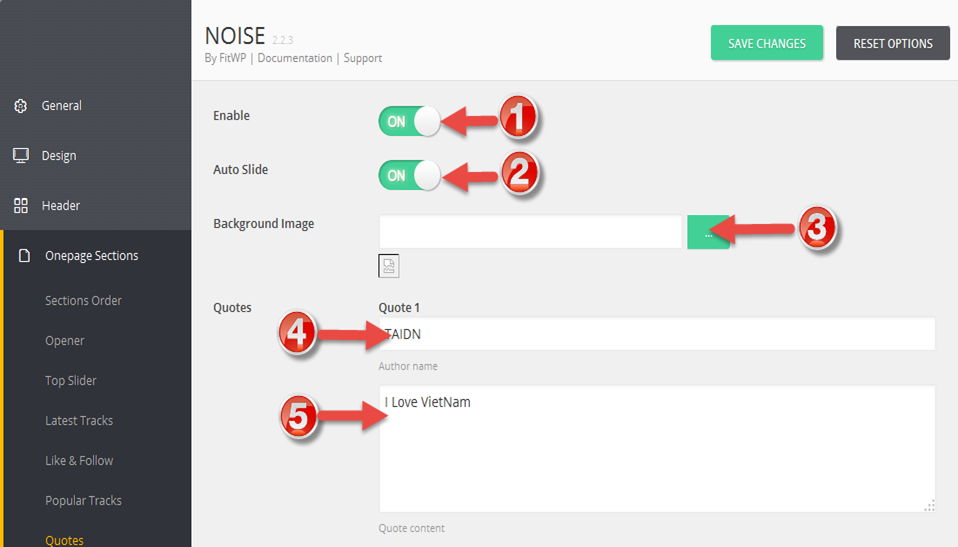 NOISE 2.2.3
By FitWP | Documentation | Support
SAVE CHANGES
RESET OPTIONS
General
Design
Header
Onepage Sections
Sections Order
Opener
Top Slider
Latest Tracks
Like & Follow
Popular Tracks
Quotes
Enable
ON
1
Auto Slide
ON
2
Background Image
...
3
Quotes
Quote 1
4
TAIDN
Author name
5
I Love VietNam
Quote content